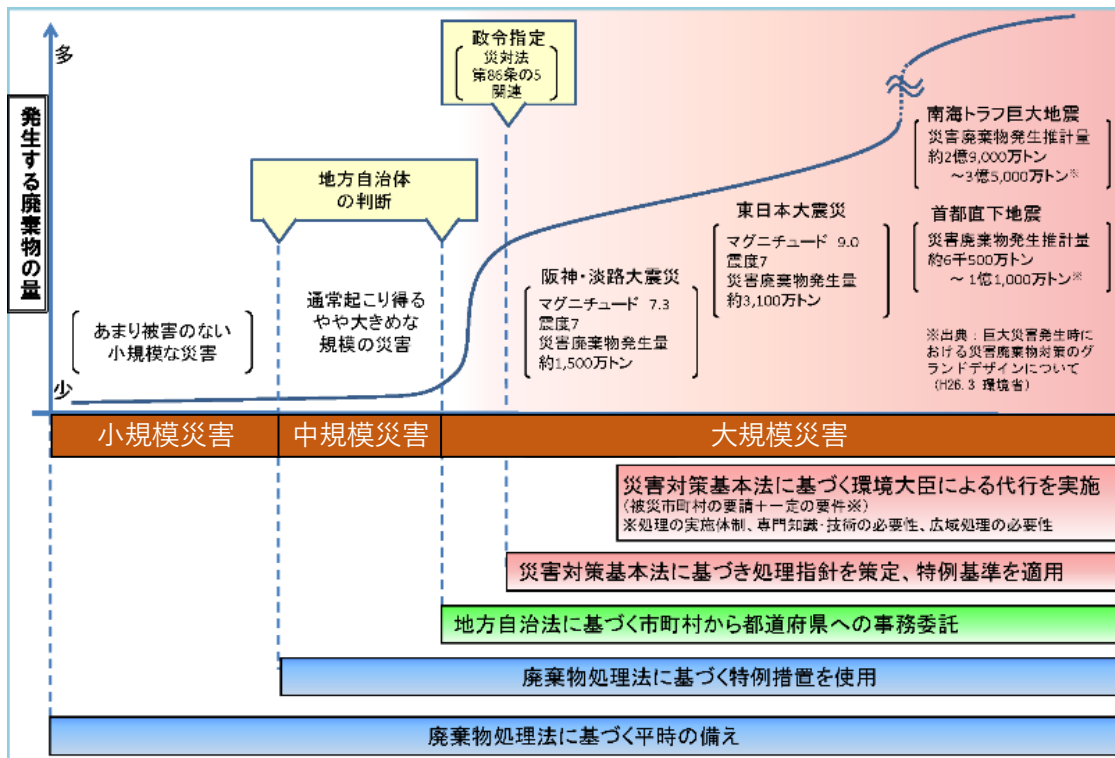 多
発生する廃棄物の量
少
政令指定
災対法
第86条の5
関連
地方自治体
の判断
あまり被害のない
小規模な災害
通常起こり得る
やや大きめな
規模の災害
阪神・淡路大震災
マグニチュード 7.3
震度7
災害廃棄物発生量
約1,500万トン
東日本大震災
マグニチュード 9.0
震度7
災害廃棄物発生量
約3,100万トン
南海トラフ巨大地震
災害廃棄物発生推計量
約2億9,000万トン
～3億5,000万トン※
首都直下地震
災害廃棄物発生推計量
約6千500万トン
～1億1,000万トン※
※出典：巨大災害発生時に
おける災害廃棄物対策のグ
ランドデザインについて
（H26.3 環境省）
小規模災害
中規模災害
大規模災害
災害対策基本法に基づく環境大臣による代行を実施
（被災市町村の要請＋一定の要件※）
※処理の実施体制、専門知識・技術の必要性、広域処理の必要性
災害対策基本法に基づき処理指針を策定、特例基準を適用
地方自治法に基づく市町村から都道府県への事務委託
廃棄物処理法に基づく特例措置を使用
廃棄物処理法に基づく平時の備え